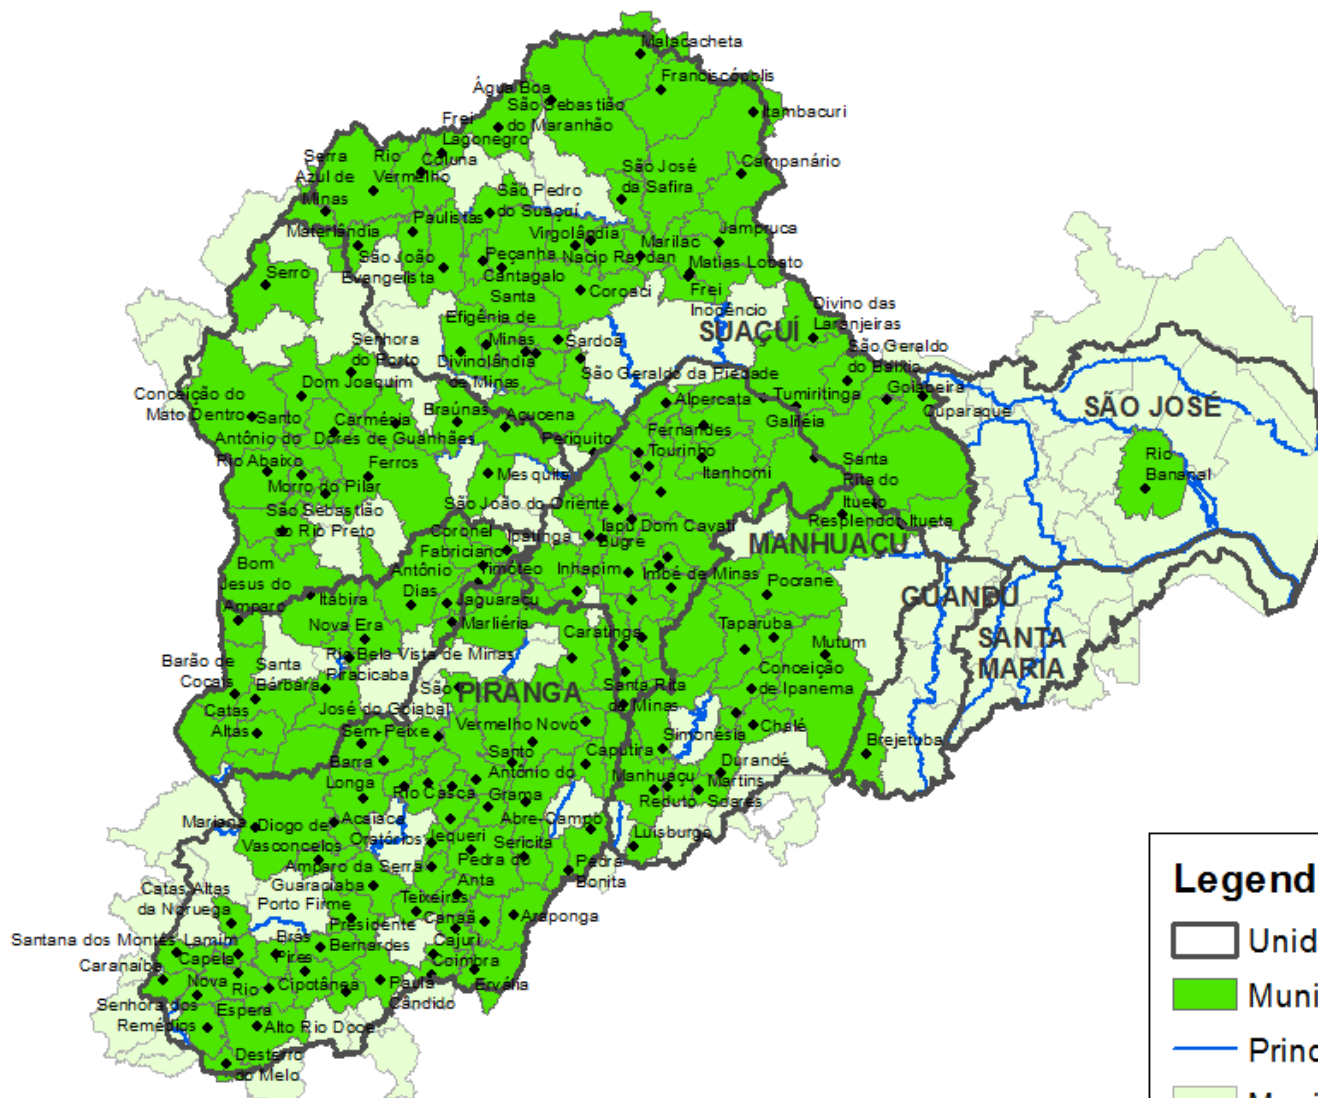 Malacacheta
Franciscópolis
Água Boa
São Sebastião
do Maranhão
Itambacuri
Frei
Lagonegro
Serra
Azul de
Minas
Rio
Vermelho
Coluna
São José
da Safira
Campanário
São Pedro
do Suaçuí
Paulistas
Materlândia
Virgolândia
Marilac
Jampruca
São João
Evangelista
Peçanha
Nacip Raydan
Matias Lobato
Serro
Cantagalo
Coroaci
Frei
Inocêncio
Santa
Efigênia de
Minas
SUAÇUÍ
Divino das
Laranjeiras
Senhora
do Porto
Divinolândia
de Minas
Sardoá
São Geraldo da Piedade
São Geraldo
do Baixio
Goiabeira
Cuparaque
SÃO JOSÉ
Dom Joaquim
Conceição do
Mato Dentro
Santo
Antônio do
Rio Abaixo
Carmésia
Braúnas
Açucena
Alpercata
Tumiritinga
Galiléia
Dores de Guanhães
Periquito
Fernandes
Tourinho
Itanhomi
Santa
Rita do
Itueto
Rio
Bananal
Ferros
Mesquita
Morro do Pilar
São João do Oriente
São Sebastião
do Rio Preto
Coronel
Fabriciano
Ipatinga
Iapu
Dom Cavati
Bugre
Resplendor
Itueta
MANHUAÇU
Bom
Jesus do
Amparo
Antônio
Dias
Timóteo
Inhapim
Imbé de Minas
Pocrane
GUANDU
Itabira
Jaguaraçu
Nova Era
Marliéria
Caratinga
Taparuba
Mutum
SANTA
MARIA
Barão de
Cocais
Santa
Bárbara
Rio
Piracicaba
Bela Vista de Minas
São
José do Goiabal
PIRANGA
Santa Rita
de Minas
Conceição
de Ipanema
Catas
Altas
Sem-Peixe
Vermelho Novo
Simonésia
Chalé
Brejetuba
Barra
Longa
Santo
Antônio do
Grama
Caputira
Durandé
Rio Casca
Manhuaçu
Martins
Soares
Reduto
Mariana
Diogo de
Vasconcelos
Acaiaca
Oratórios
Jequeri
Abre-Campo
Luisburgo
Sericita
Amparo da Serra
Pedra do
Anta
Pedra
Bonita
Catas Altas
da Noruega
Guaraciaba
Porto Firme
Teixeiras
Araponga
Presidente
Bernardes
Canaã
Santana dos Montes
Lamim
Brás
Pires
Cajuri
Caranaíba
Capela
Nova
Coimbra
Rio
Espera
Cipotânea
Paula
Cândido
Ervália
Senhora dos
Remédios
Alto Rio Doce
Desterro
do Melo
Legend
Unid
Muni
Princ